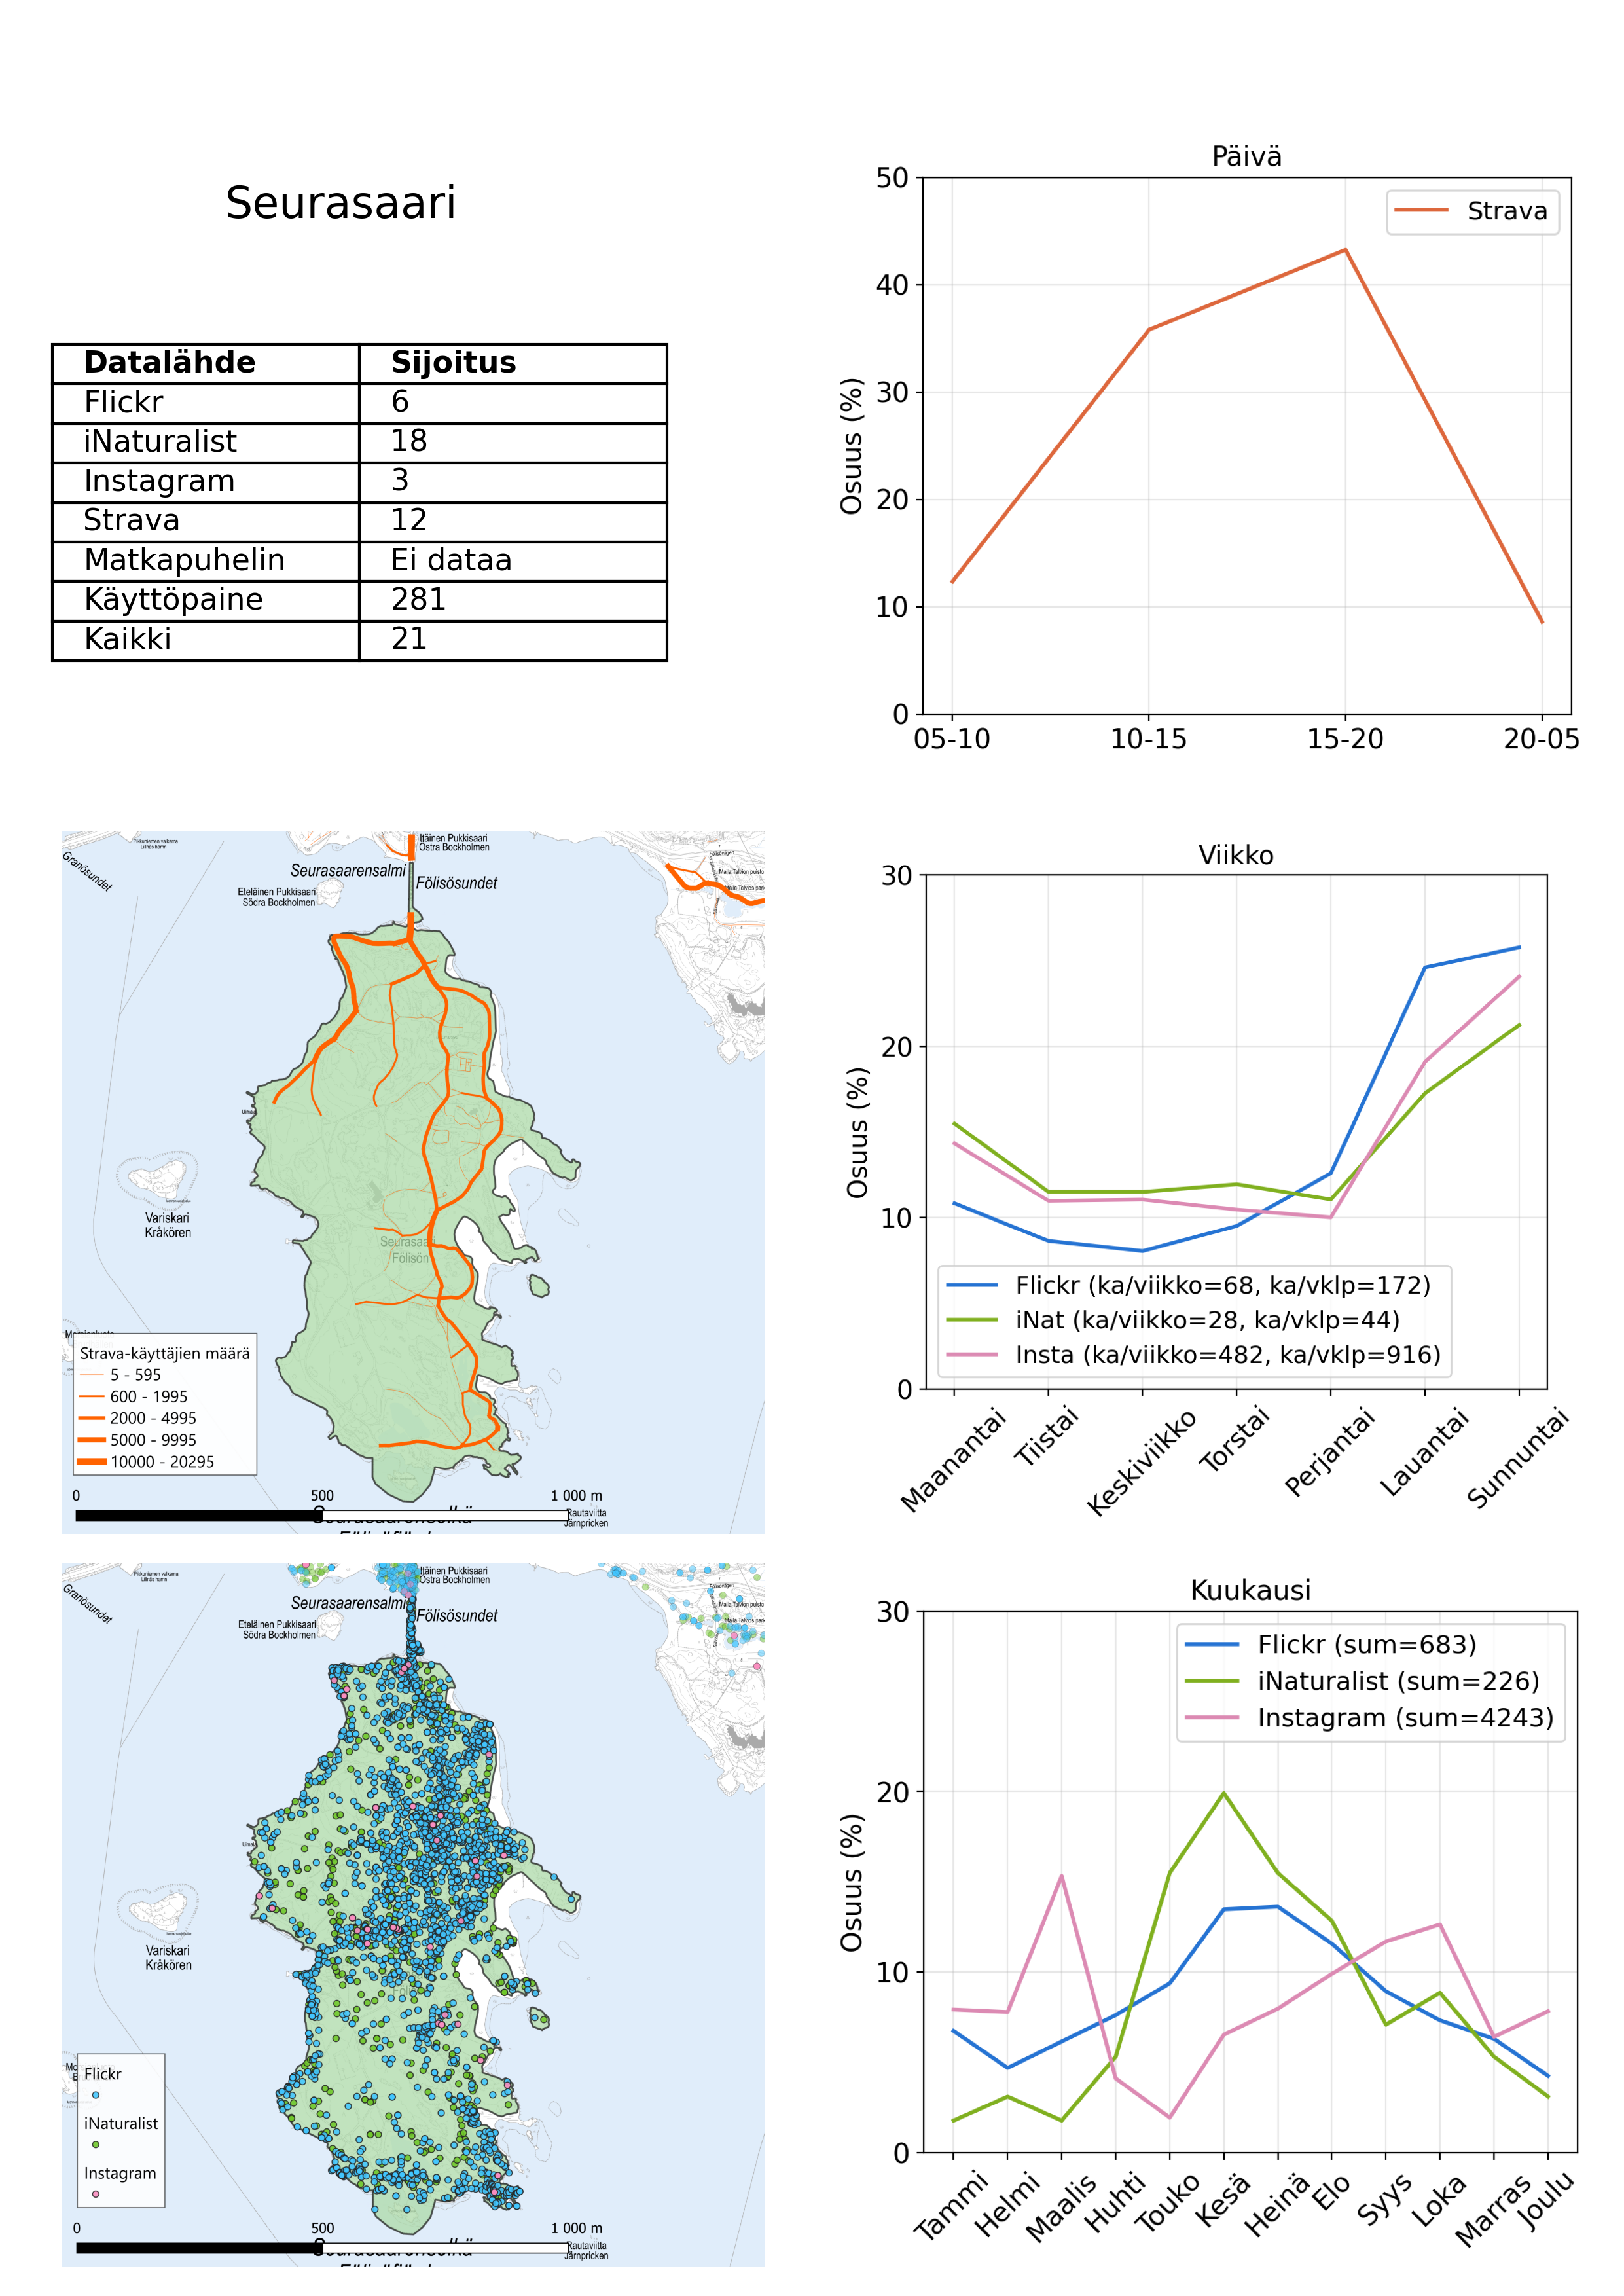 Seurasaari
Datalähde Sijoitus
Flickr 6
iNaturalist 18
Instagram 3
Strava 12
Matkapuhelin Ei dataa
Käyttöpaine 281
Kaikki 21
Päivä
Strava
Osuus (%)
50
40
30
20
10
0
05-10 10-15 15-20 20-05
Itäinen Pukkisaari
Östra Bockholmen
Granösundet
Seurasaarensalmi
Fölisösundet
Eteläinen Pukkisaari
Södra Bockholmen
Variskari
Kråkören
Seurasaari
Fölisön
Strava-käyttäjien määrä
5 - 595
600 - 1995
2000 - 4995
5000 - 9995
10000 - 20295
0 500 1 000 m
Rautaviitta
Järnpricken
Viikko
Osuus (%)
30
20
10
0
Flickr (ka/viikko=68, ka/vklp=172)
iNat (ka/viikko=28, ka/vklp=44)
Insta (ka/viikko=482, ka/vklp=916)
Maanantai Tiistai Keskiviikko Torstai Perjantai Lauantai Sunnuntai
Itäinen Pukkisaari
Östra Bockholmen
Granösundet
Seurasaarensalmi
Fölisösundet
Eteläinen Pukkisaari
Södra Bockholmen
Variskari
Kråkören
Flickr
iNaturalist
Instagram
0 500 1 000 m
Rautaviitta
Järnpricken
Kuukausi
Osuus (%)
30
20
10
0
Flickr (sum=683)
iNaturalist (sum=226)
Instagram (sum=4243)
Tammi Helmi Maalis Huhti Touko Kesä Heinä Elo Syys Loka Marras Joulu